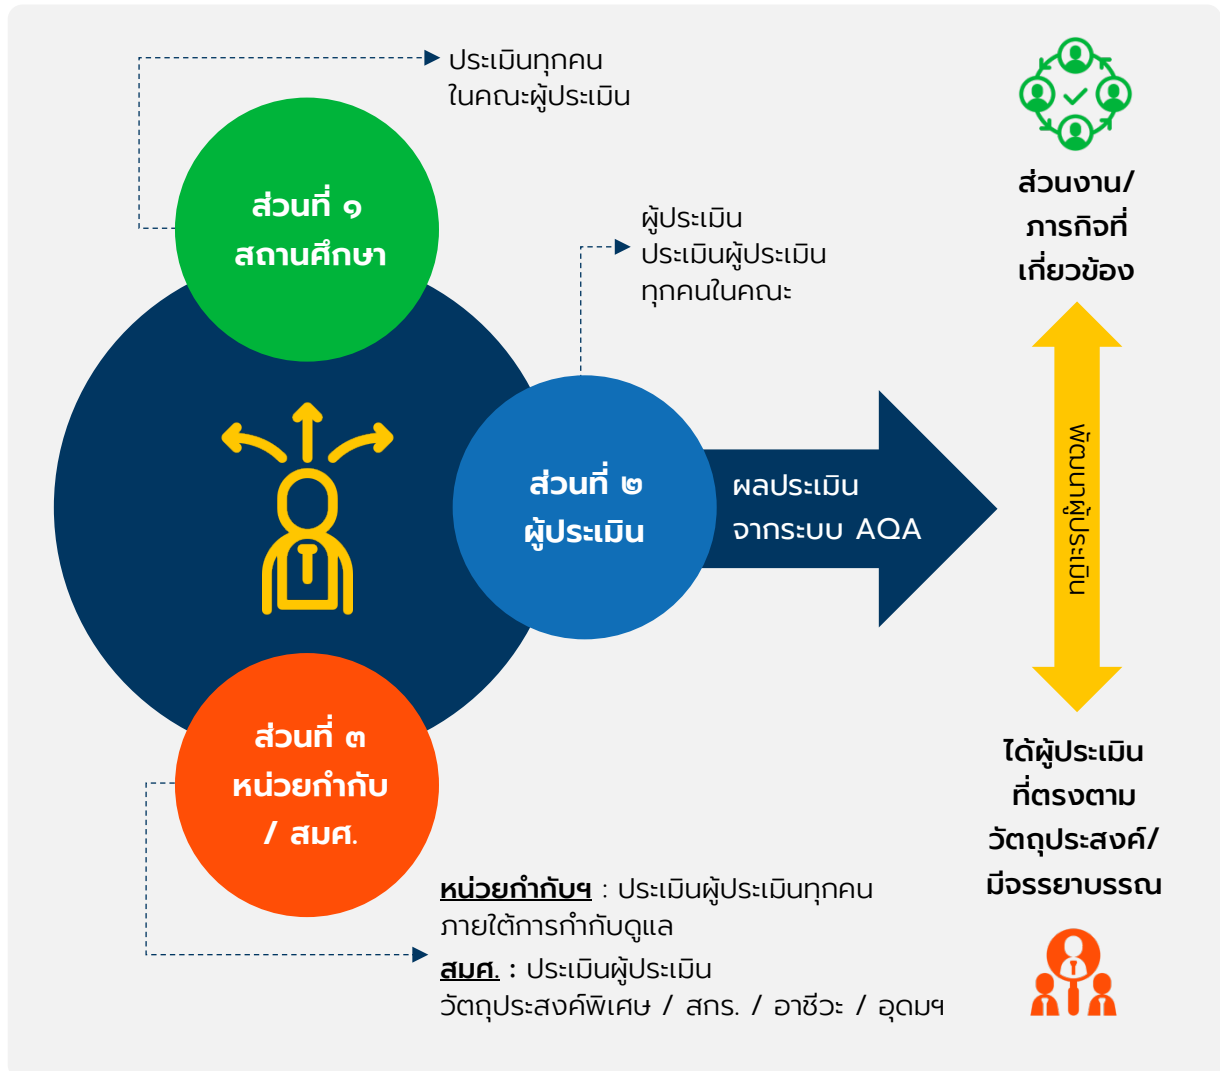 ประเมินทุกคน
ในคณะผู้ประเมิน
ส่วนที่ ๑
สถานศึกษา
ผู้ประเมิน
ประเมินผู้ประเมิน
ทุกคนในคณะ
ส่วนที่ ๒
ผู้ประเมิน
ผลประเมิน
จากระบบ AQA
ส่วนที่ ๓
หน่วยกำกับ
/ สมศ.
หน่วยกำกับฯ : ประเมินผู้ประเมินทุกคน
ภายใต้การกำกับดูแล
สมศ. : ประเมินผู้ประเมิน
วัตถุประสงค์พิเศษ / สกร. / อาชีวะ / อุดมฯ
ส่วนงาน/
ภารกิจที่
เกี่ยวข้อง
พัฒนาผู้ประเมิน
ได้ผู้ประเมิน
ที่ตรงตาม
วัตถุประสงค์/
มีจรรยาบรรณ